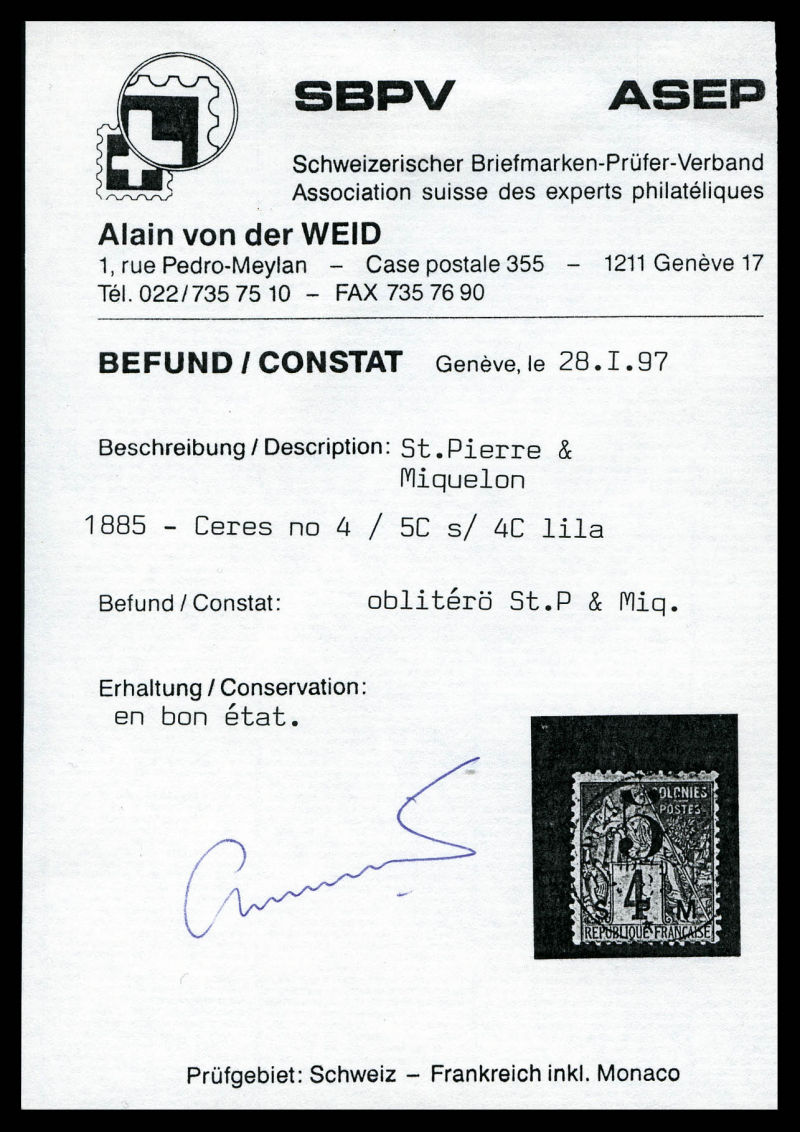 SBPV ASEP
Schweizerischer Briefmarken-Prüfer-Verband
Association suisse des experts philatéliques
Alain von der WEID
1, rue Pedro-Meylan – Case postale 355 – 1211 Genève 17
Tél. 022/735 75 10 – FAX 735 76 90
BEFUND / CONSTAT Genève, le 28.I.97
Beschreibung / Description: St.Pierre &
Miquelon
1885 - Ceres no 4 / 5C s/ 4C lila
Befund / Constat: oblitérö St.P & Miq.
Erhaltung / Conservation:
en bon état.
COLONIES
POSTES
5
4
S P M
REPUBLIQUE FRANÇAISE
Prüfgebiet: Schweiz – Frankreich inkl. Monaco